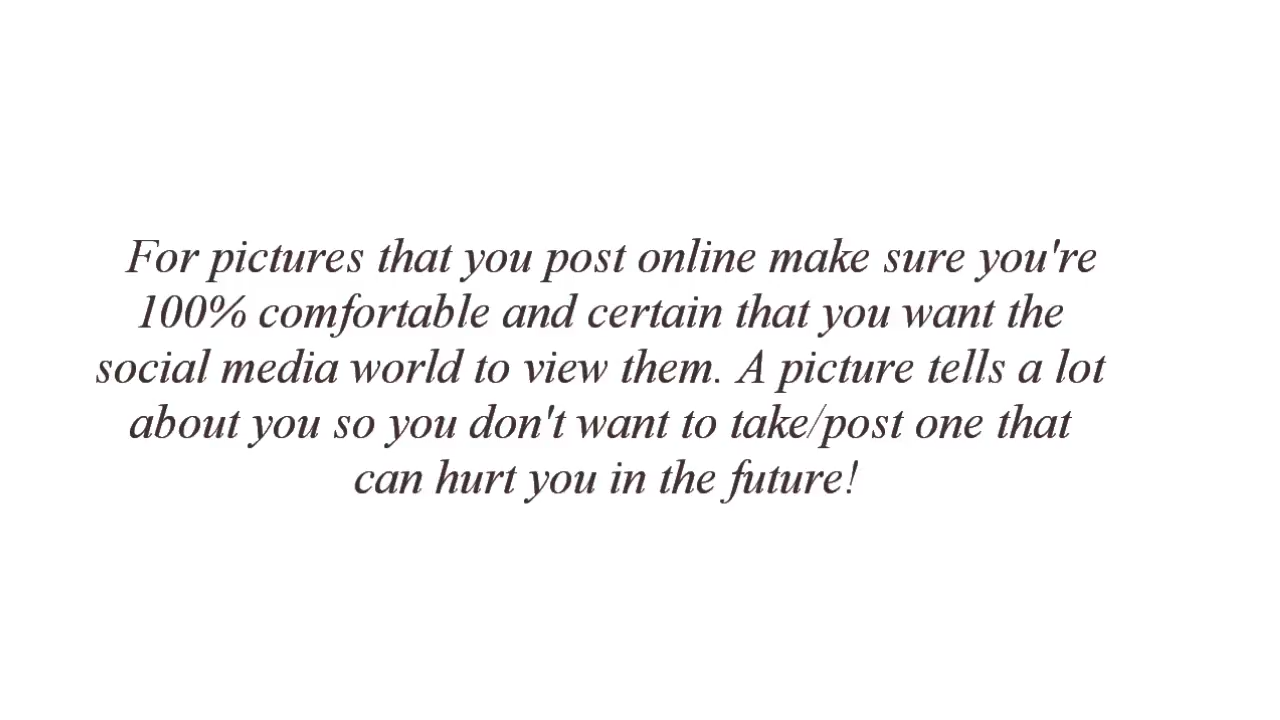 For pictures that you post online make sure you're
100% comfortable and certain that you want the
social media world to view them. A picture tells a lot
about you so you don't want to take/post one that
can hurt you in the future!